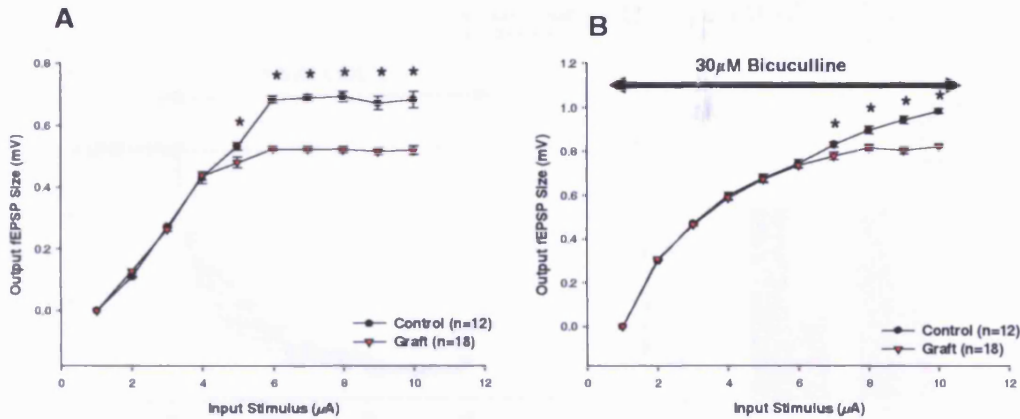 A
Output fEPSP Size (mV)
0.8
0.6
0.4
0.2
0.0
* * * * * *
Control (n=12)
Graft (n=18)
0 2 4 6 8 10 12
Input Stimulus (µA)
B
30µM Bicuculline
Output fEPSP Size (mV)
1.2
1.0
0.8
0.6
0.4
0.2
0.0
* * * *
Control (n=12)
Graft (n=18)
0 2 4 6 8 10 12
Input Stimulus (µA)